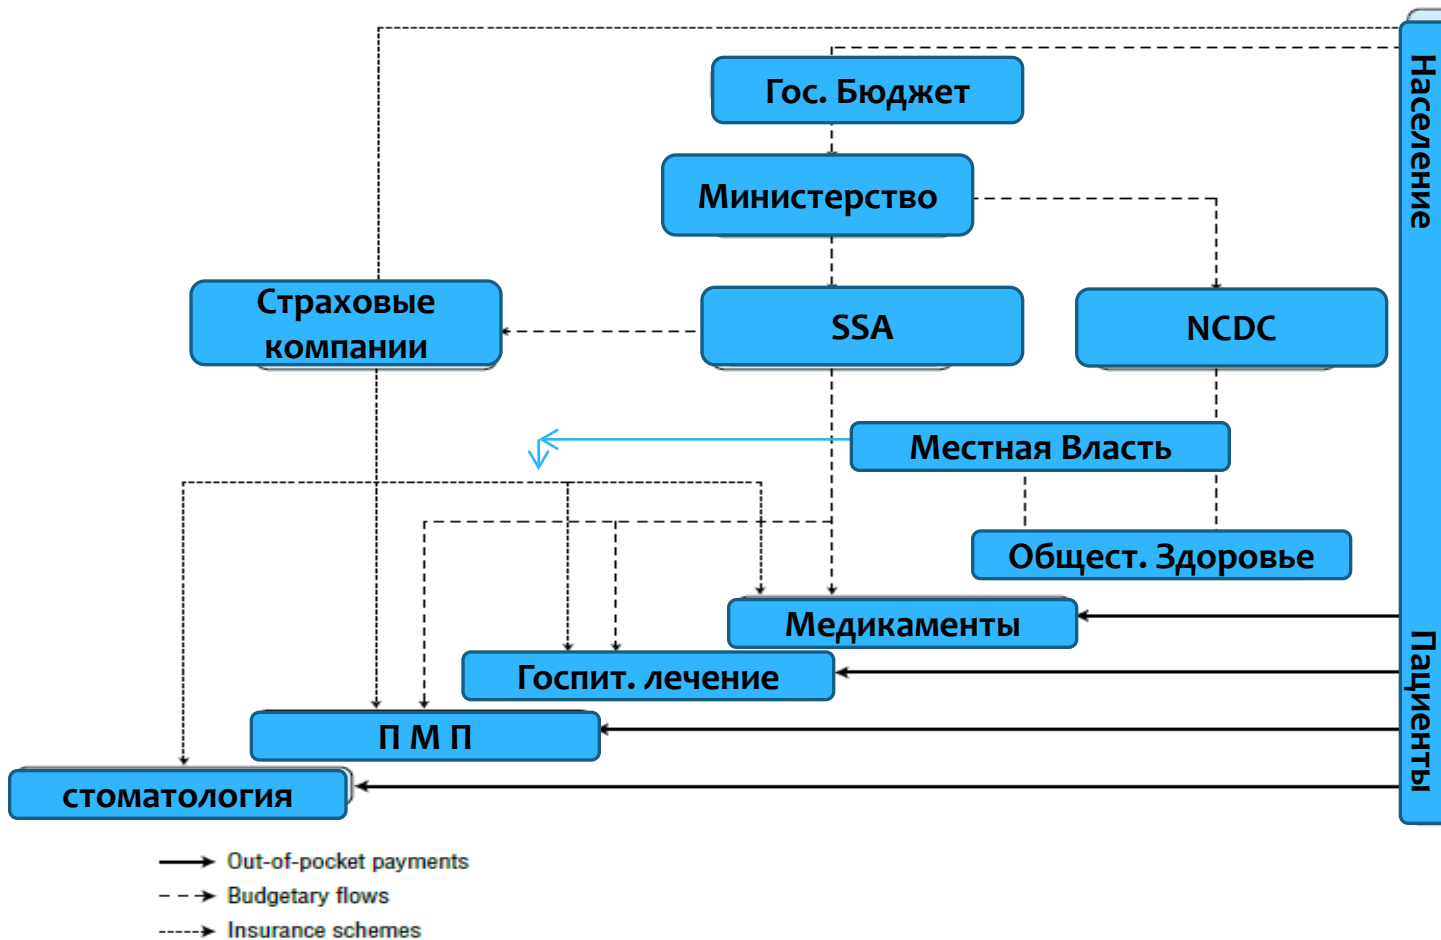 Гос. Бюджет
Население
Министерство
Страховые
компании
SSA
NCDC
Местная Власть
Общест. Здоровье
Медикаменты
Пациенты
Госпит. лечение
П М П
стоматология
Out-of-pocket payments
Budgetary flows
Insurance schemes